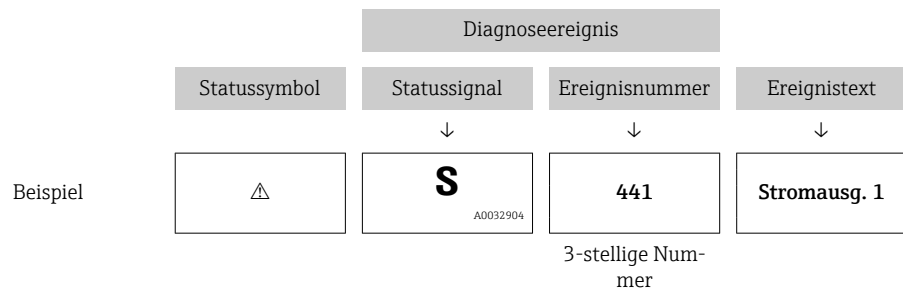 Diagnoseereignis
Statussymbol Statussignal Ereignisnummer Ereignistext
↓ ↓ ↓
Beispiel ⚠ S 441 Stromausg. 1
A0032904
3-stellige Num-
mer